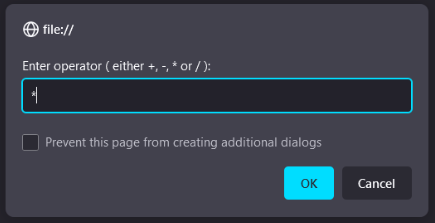 file://
Enter operator ( either +, -, * or / ):
*
Prevent this page from creating additional dialogs
OK
Cancel